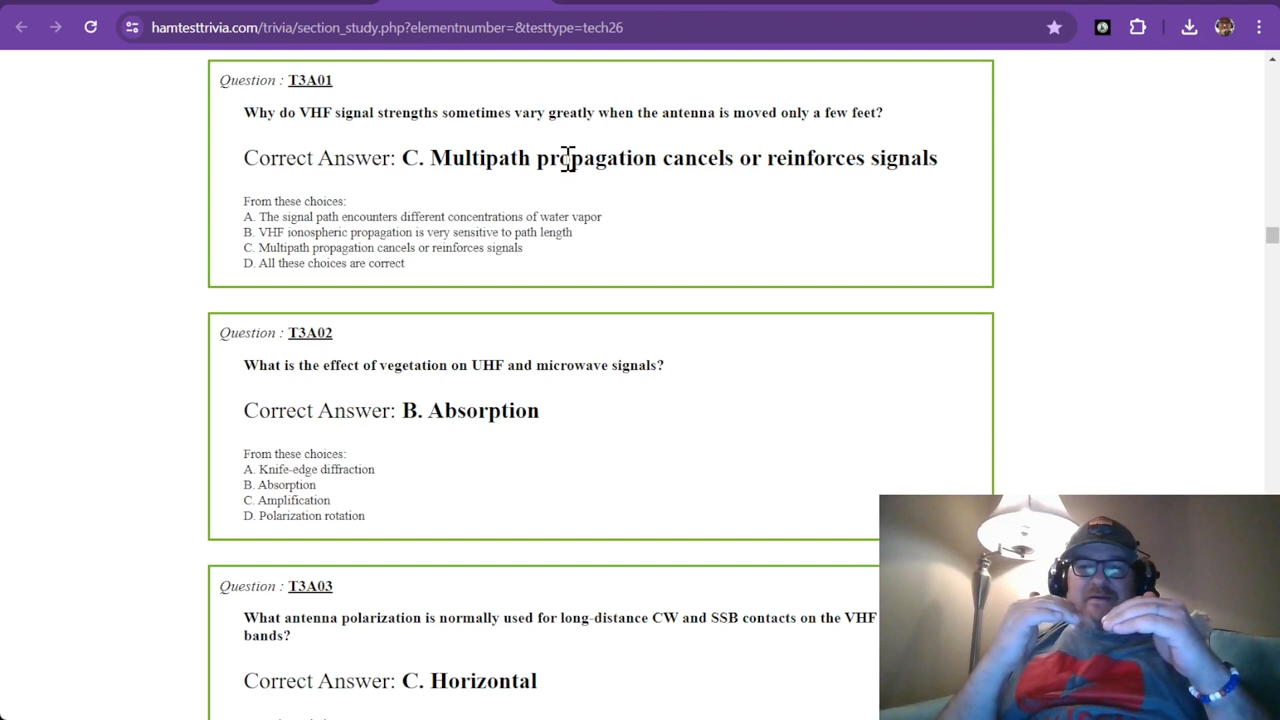 hamtesttrivia.com/trivia/section_study.php?elementnumber=&testtype=tech26
Question : T3A01
Why do VHF signal strengths sometimes vary greatly when the antenna is moved only a few feet?
Correct Answer: C. Multipath propagation cancels or reinforces signals
From these choices:
A. The signal path encounters different concentrations of water vapor
B. VHF ionospheric propagation is very sensitive to path length
C. Multipath propagation cancels or reinforces signals
D. All these choices are correct
Question : T3A02
What is the effect of vegetation on UHF and microwave signals?
Correct Answer: B. Absorption
From these choices:
A. Knife-edge diffraction
B. Absorption
C. Amplification
D. Polarization rotation
Question : T3A03
What antenna polarization is normally used for long-distance CW and SSB contacts on the VHF
bands?
Correct Answer: C. Horizontal